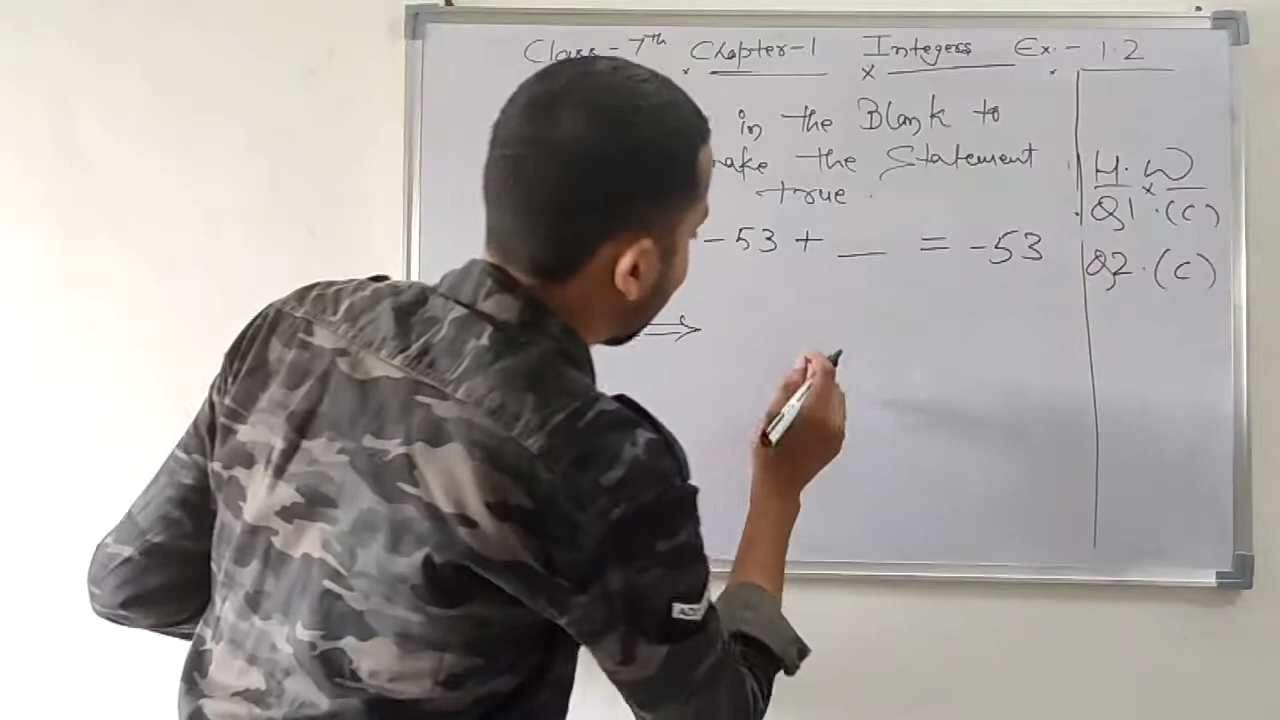 Class-7th Chapter-1 Integers Ex.-1.2
in the Blank to
the Statement
true.
-53 + __ = -53
⇒
H.W
Q1.(C)
Q2.(C)